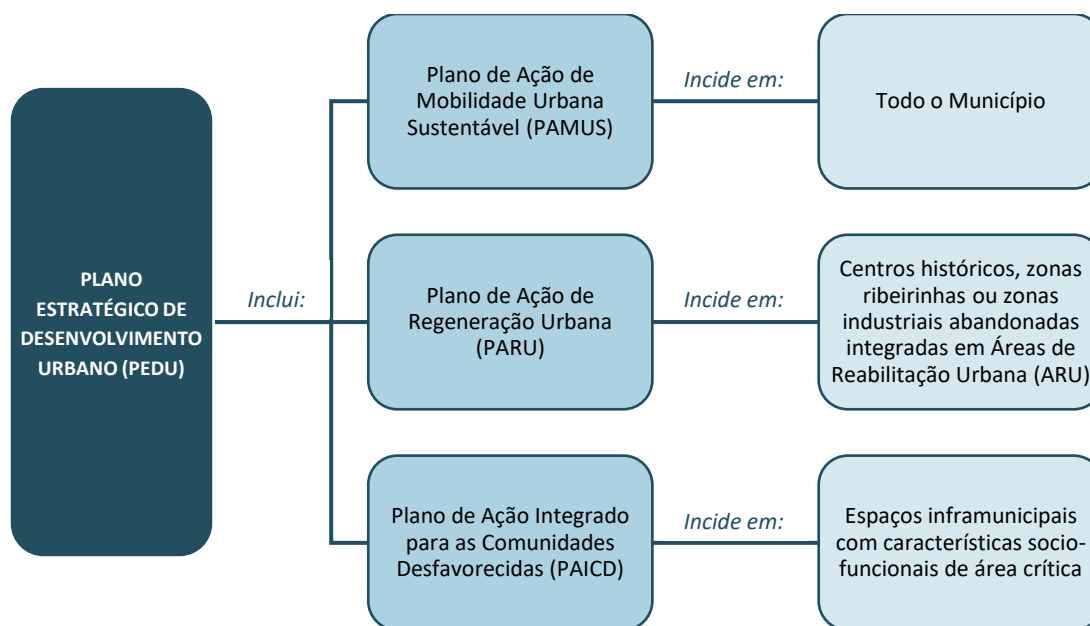 PLANO
ESTRATÉGICO DE
DESENVOLVIMENTO
URBANO (PEDU)
Inclui:
Plano de Ação de
Mobilidade Urbana
Sustentável (PAMUS)
Incide em:
Todo o Município
Plano de Ação de
Regeneração Urbana
(PARU)
Incide em:
Centros históricos, zonas
ribeirinhas ou zonas
industriais abandonadas
integradas em Áreas de
Reabilitação Urbana (ARU)
Plano de Ação Integrado
para as Comunidades
Desfavorecidas (PAICD)
Incide em:
Espaços inframunicipais
com características socio-
funcionais de área crítica